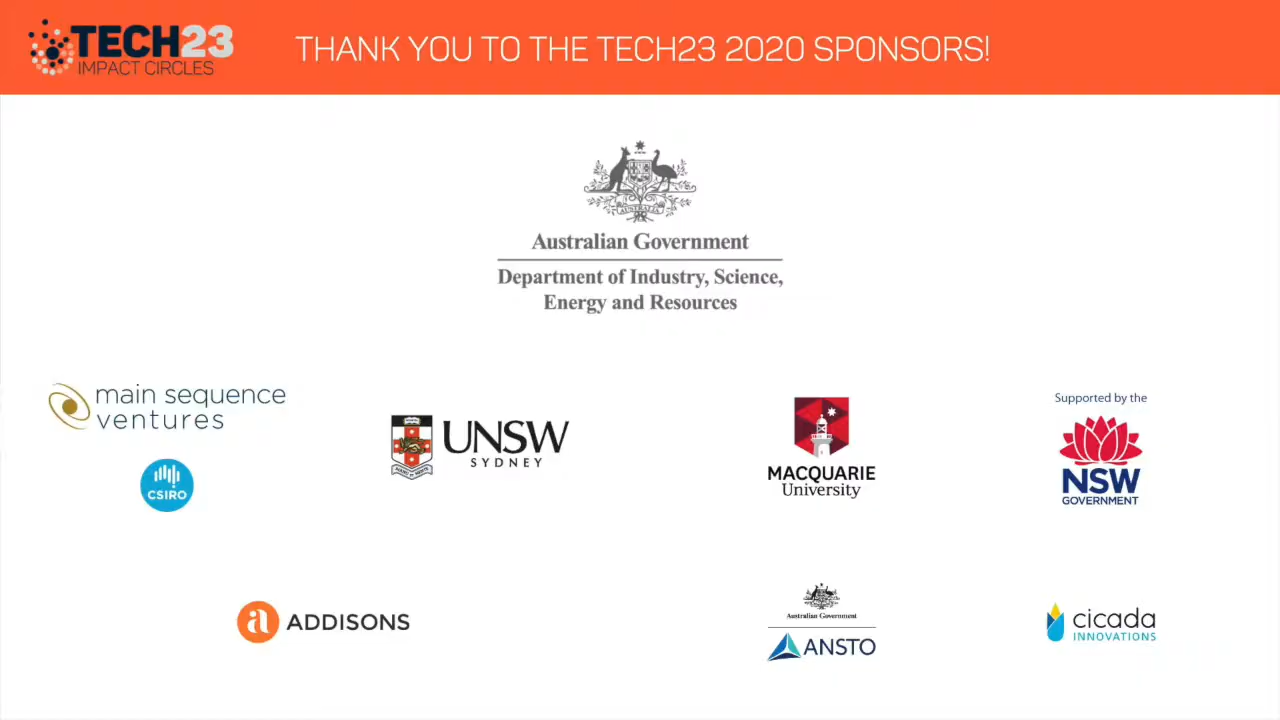 TECH23
IMPACT CIRCLES
THANK YOU TO THE TECH23 2020 SPONSORS!
AUSTRALIA
Australian Government
Department of Industry, Science,
Energy and Resources
main sequence
ventures
CSIRO
UNSW
SYDNEY
MACQUARIE
University
Supported by the
NSW
GOVERNMENT
a ADDISONS
Australian Government
ANSTO
cicada
INNOVATIONS